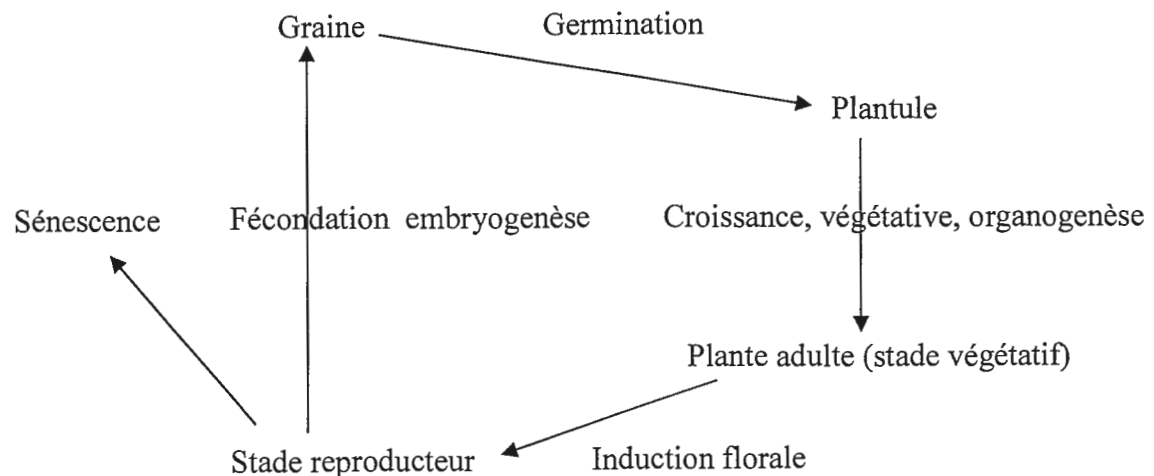 Graine Germination
Plantule
Sénescence Fécondation embryogenèse Croissance, végétative, organogenèse
Plante adulte (stade végétatif)
Stade reproducteur Induction florale